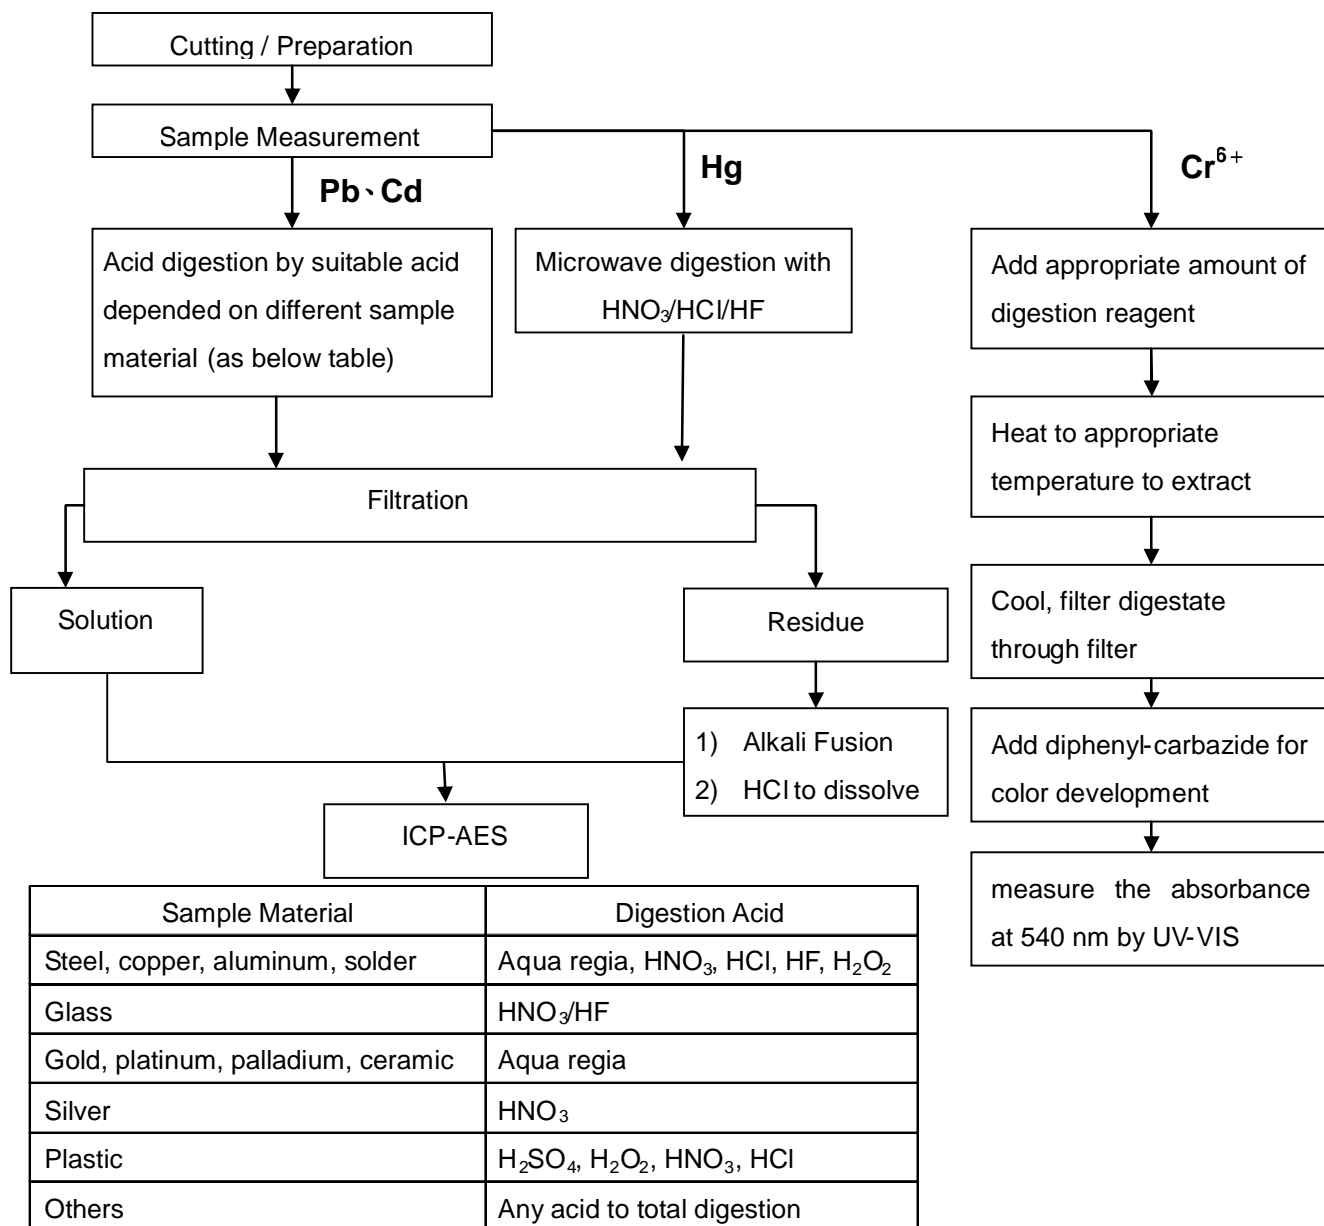 Cutting / Preparation
Sample Measurement
Pb、Cd
Hg
Cr⁶⁺
Acid digestion by suitable acid
depended on different sample
material (as below table)
Microwave digestion with
HNO₃/HCl/HF
Add appropriate amount of
digestion reagent
Heat to appropriate
temperature to extract
Filtration
Solution
Residue
Cool, filter digestate
through filter
1) Alkali Fusion
2) HCl to dissolve
Add diphenyl-carbazide for
color development
ICP-AES
measure the absorbance
at 540 nm by UV-VIS
Sample Material Digestion Acid
Steel, copper, aluminum, solder Aqua regia, HNO₃, HCl, HF, H₂O₂
Glass HNO₃/HF
Gold, platinum, palladium, ceramic Aqua regia
Silver HNO₃
Plastic H₂SO₄, H₂O₂, HNO₃, HCl
Others Any acid to total digestion